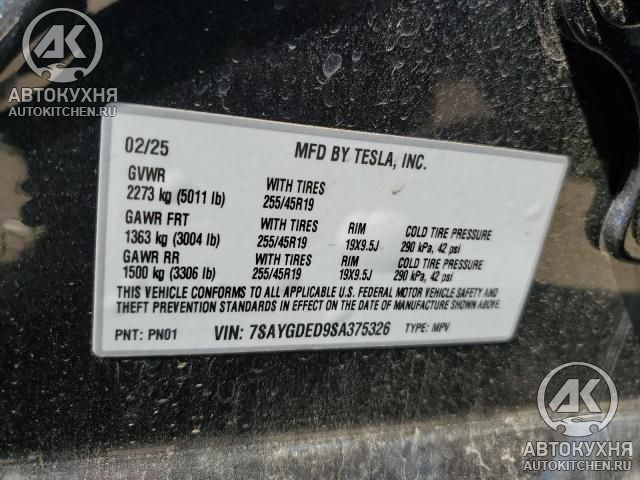 АК
АВТОКУХНЯ
AUTOKITCHEN.RU
02/25 MFD BY TESLA, INC.
GVWR WITH TIRES
2273 kg (5011 lb) 255/45R19
GAWR FRT WITH TIRES RIM COLD TIRE PRESSURE
1363 kg (3004 lb) 255/45R19 19X9.5J 290 kPa, 42 psi
GAWR RR WITH TIRES RIM COLD TIRE PRESSURE
1500 kg (3306 lb) 255/45R19 19X9.5J 290 kPa, 42 psi
THIS VEHICLE CONFORMS TO ALL APPLICABLE U.S. FEDERAL MOTOR VEHICLE SAFETY AND
THEFT PREVENTION STANDARDS IN EFFECT ON THE DATE OF MANUFACTURE SHOWN ABOVE.
PNT: PN01 VIN: 7SAYGDED9SA375326 TYPE: MPV
АК
АВТОКУХНЯ
AUTOKITCHEN.RU